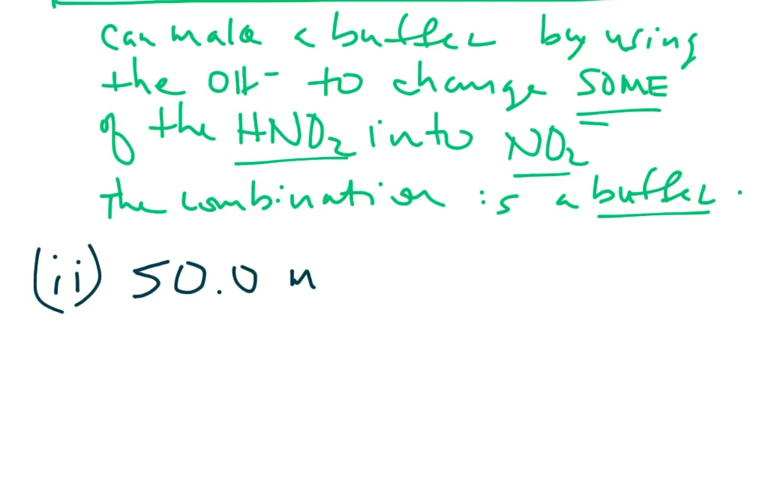 can make a buffer by using
the OH⁻ to change SOME
of the HNO₂ into NO₂⁻
The combination is a buffer.
(ii) 50.0 m